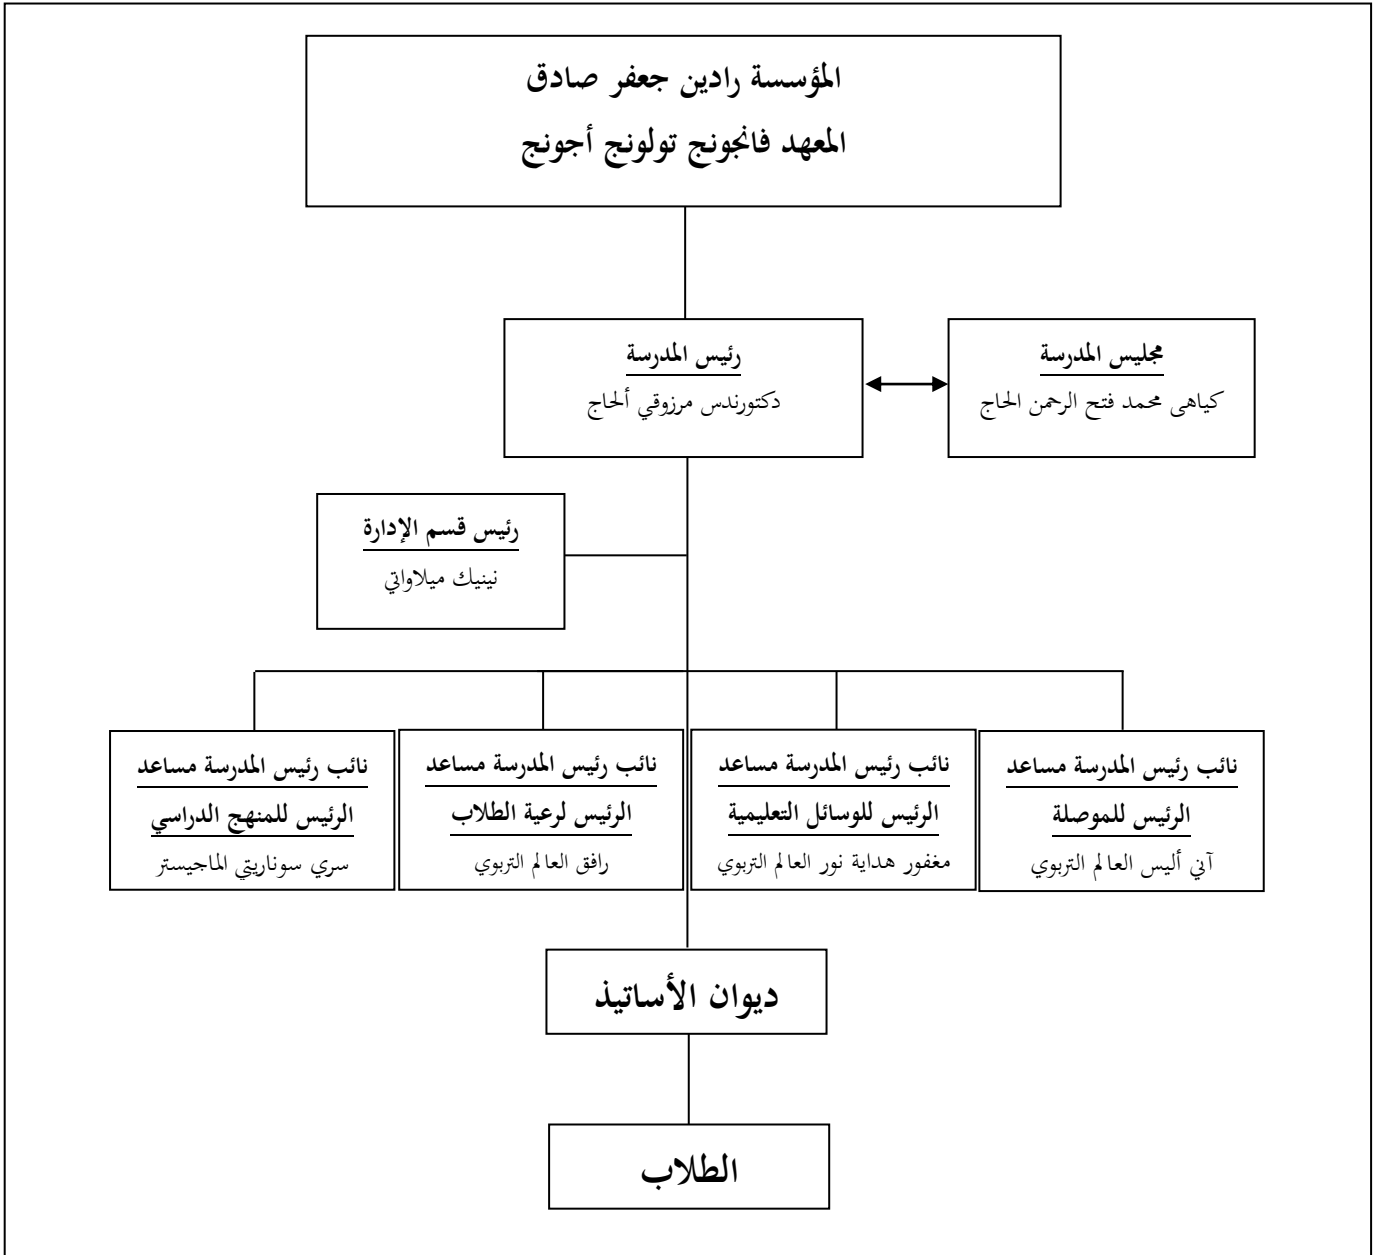 المؤسسة رادين جعفر صادق
المعهد فانجونج تولونج أجونج
مجليس المدرسة
كياهى محمد فتح الرحمن الحاج
رئيس المدرسة
دكتورندس مرزوقي ألحاج
رئيس قسم الإدارة
نينيك ميلاواتي
نائب رئيس المدرسة مساعد
الرئيس للموصلة
آني أليس العالم التربوي
نائب رئيس المدرسة مساعد
الرئيس للوسائل التعليمية
مغفور هداية نور العالم التربوي
نائب رئيس المدرسة مساعد
الرئيس لرعية الطلاب
رافق العالم التربوي
نائب رئيس المدرسة مساعد
الرئيس للمنهج الدراسي
سري سوناريتي الماجيستر
ديوان الأساتيذ
الطلاب